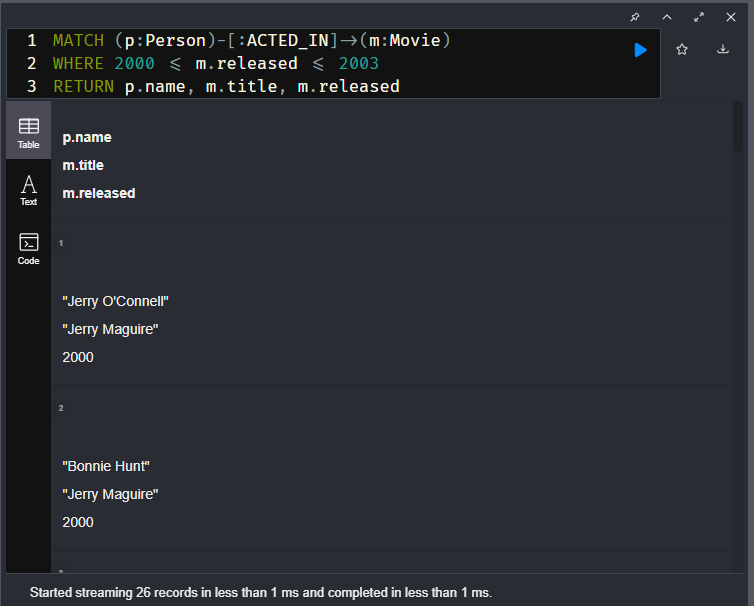 1 MATCH (p:Person)-[:ACTED_IN]->(m:Movie)
2 WHERE 2000 <= m.released <= 2003
3 RETURN p.name, m.title, m.released
Table
Text
Code
p.name
m.title
m.released
1
"Jerry O'Connell"
"Jerry Maguire"
2000
2
"Bonnie Hunt"
"Jerry Maguire"
2000
Started streaming 26 records in less than 1 ms and completed in less than 1 ms.